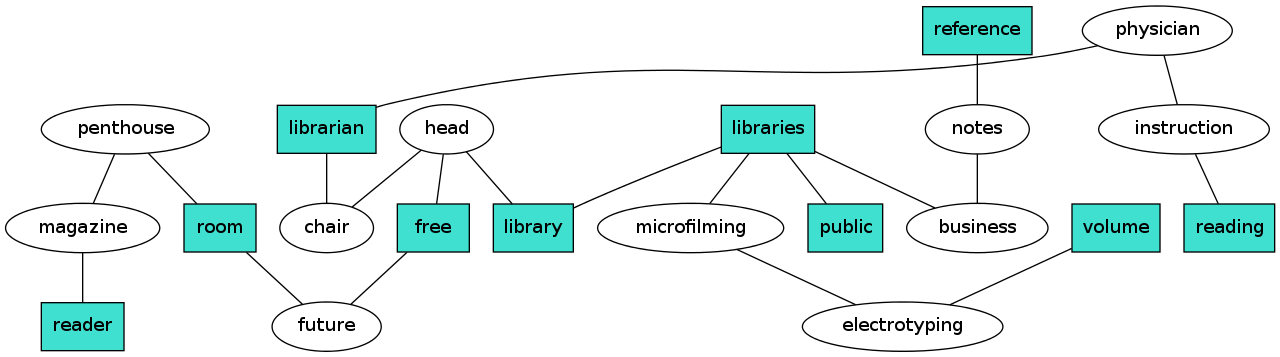 reference
physician
penthouse
librarian
head
libraries
notes
instruction
magazine
room
chair
free
library
microfilming
public
business
volume
reading
reader
future
electrotyping